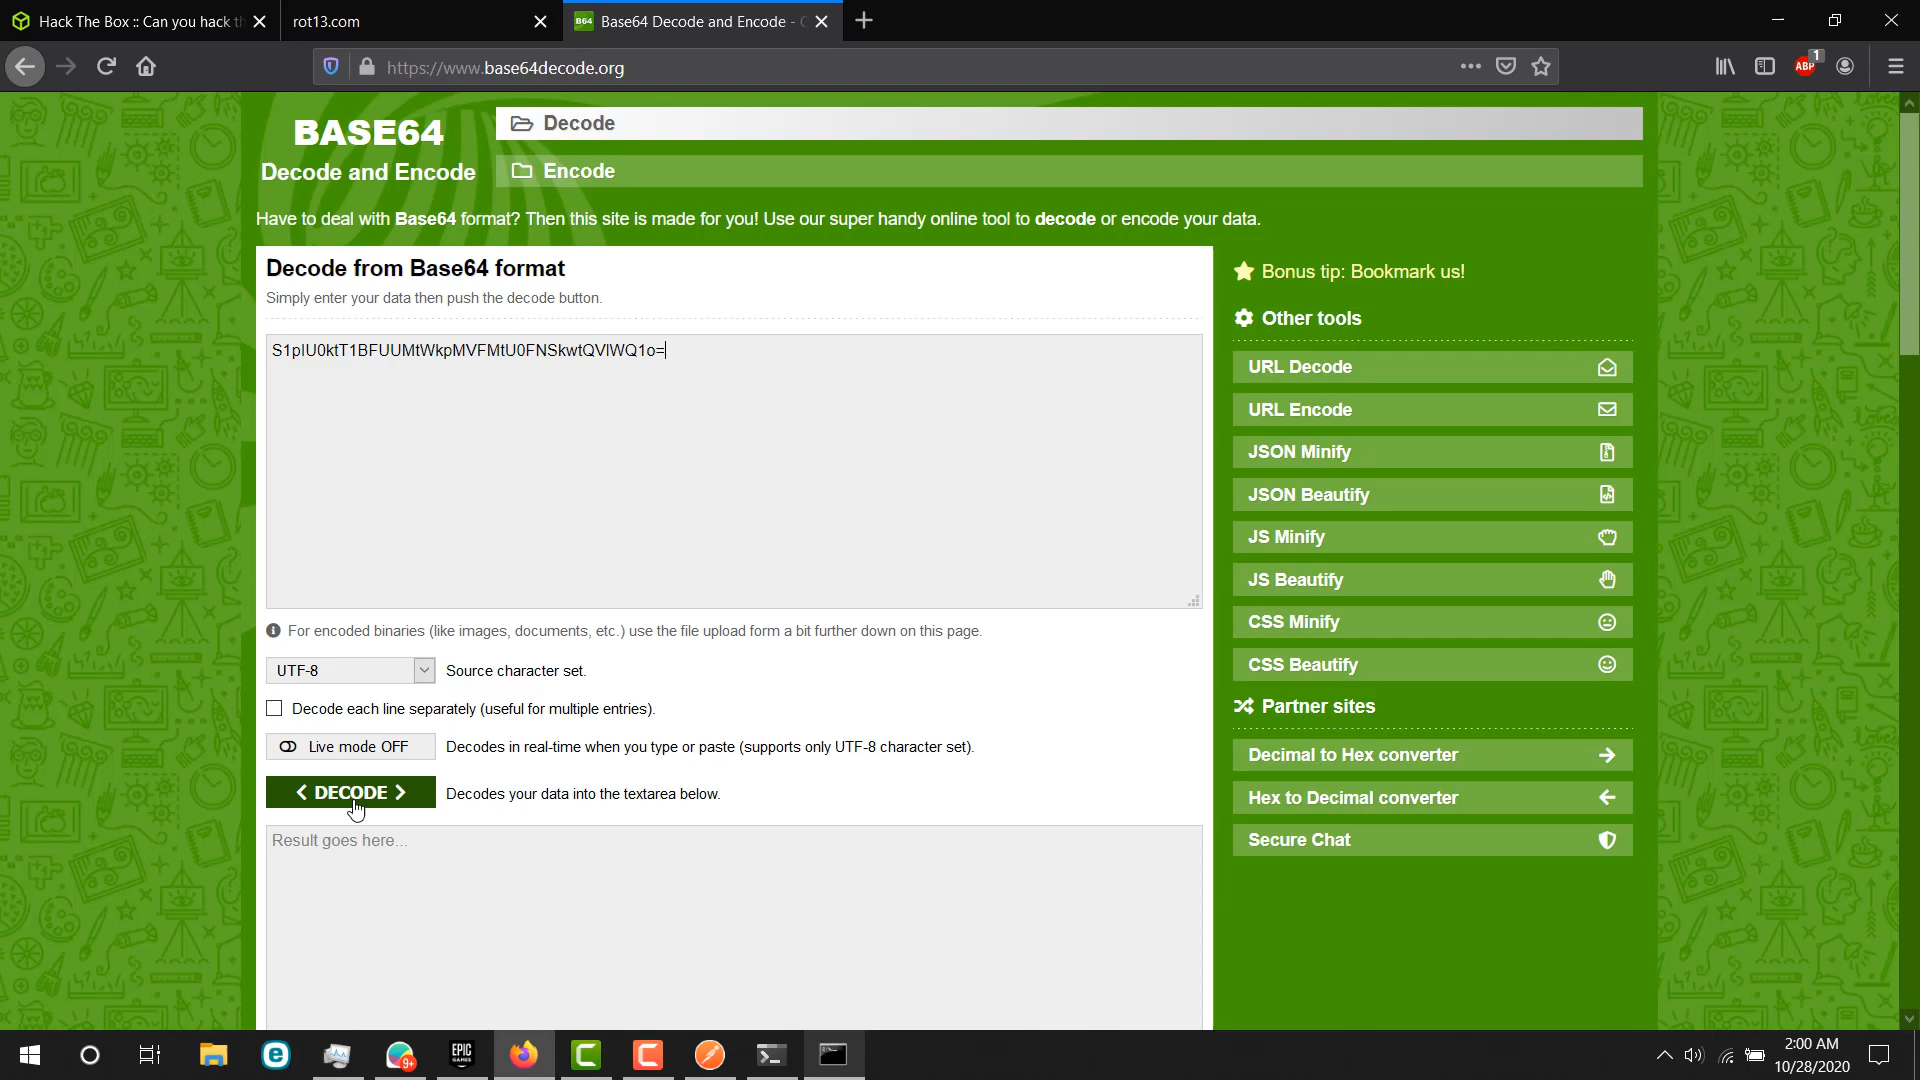 Hack The Box :: Can you hack th
rot13.com
B64 Base64 Decode and Encode - O
https://www.base64decode.org
ABP 1
BASE64
Decode and Encode
Decode
Encode
Have to deal with Base64 format? Then this site is made for you! Use our super handy online tool to decode or encode your data.
Decode from Base64 format
Simply enter your data then push the decode button.
S1pIU0ktT1BFUUMtWkpMVFMtU0FNSkwtQVlWQ1o=
For encoded binaries (like images, documents, etc.) use the file upload form a bit further down on this page.
UTF-8 Source character set.
Decode each line separately (useful for multiple entries).
Live mode OFF Decodes in real-time when you type or paste (supports only UTF-8 character set).
< DECODE > Decodes your data into the textarea below.
Result goes here...
Bonus tip: Bookmark us!
Other tools
URL Decode
URL Encode
JSON Minify
JSON Beautify
JS Minify
JS Beautify
CSS Minify
CSS Beautify
Partner sites
Decimal to Hex converter
Hex to Decimal converter
Secure Chat
9+
EPIC
GAMES
2:00 AM
10/28/2020